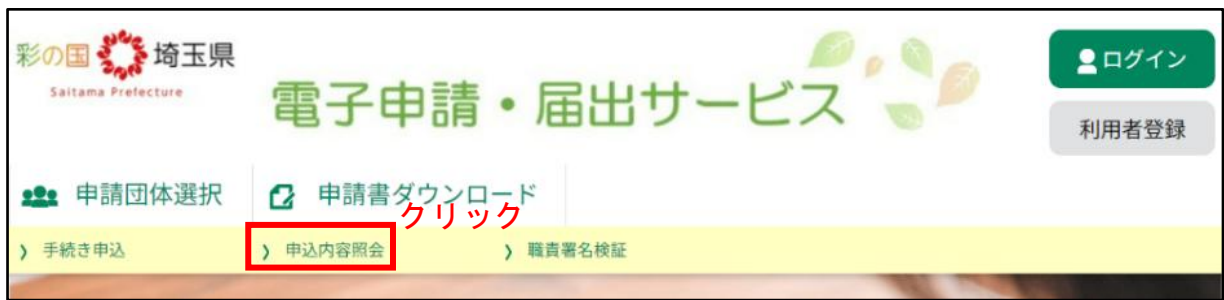 彩の国 埼玉県
Saitama Prefecture
電子申請・届出サービス
ログイン
利用者登録
申請団体選択
申請書ダウンロード
クリック
手続き申込
申込内容照会
職責署名検証